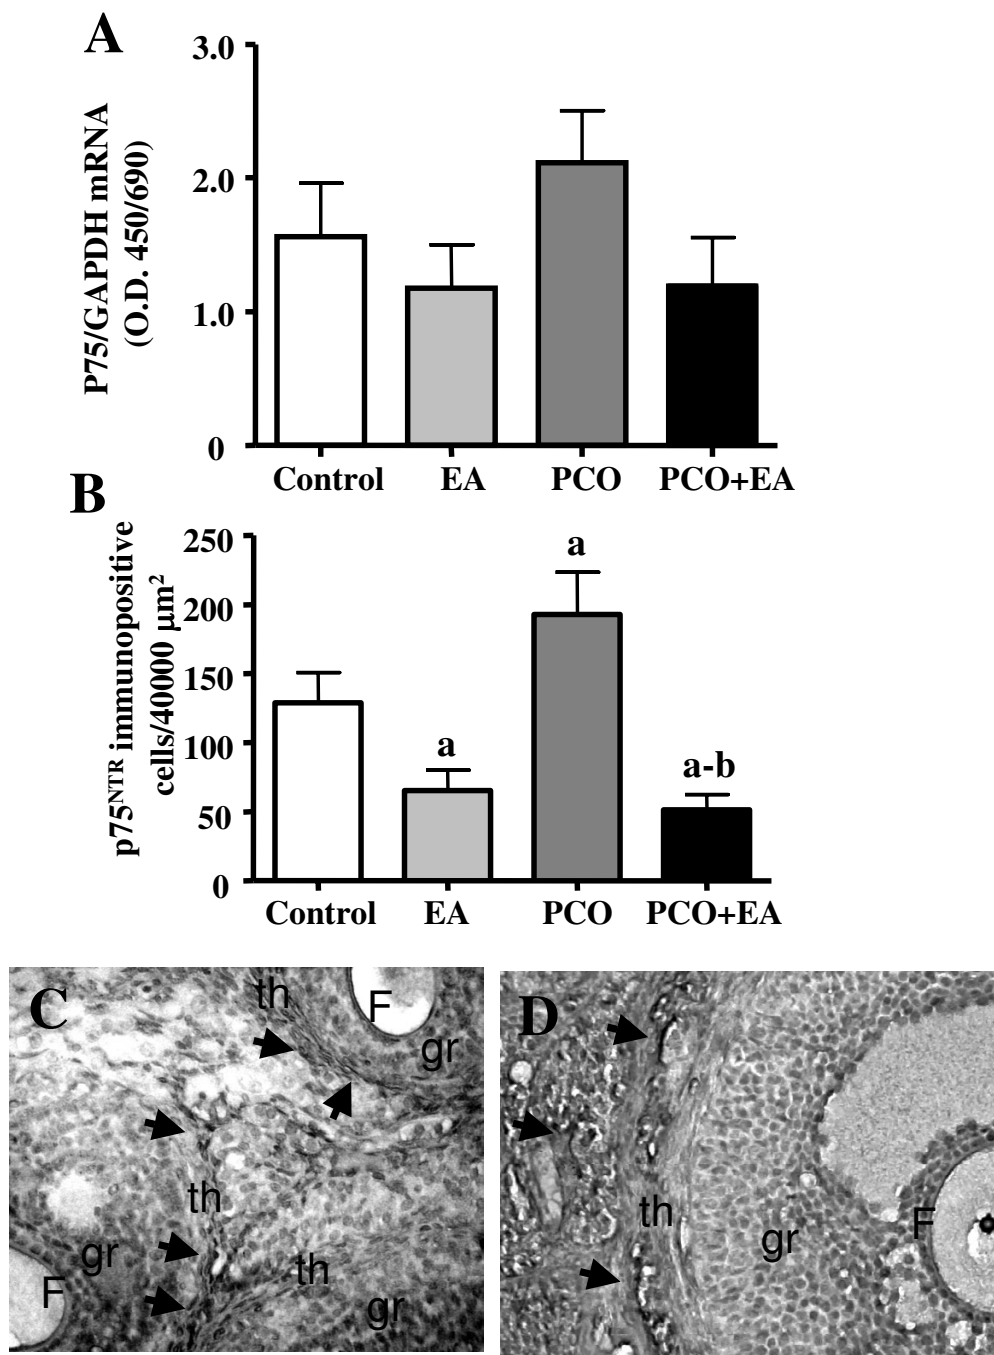 A
3.0
2.0
1.0
0
P75/GAPDH mRNA
(O.D. 450/690)
Control EA PCO PCO+EA
B
250
200
150
100
50
0
p75NTR immunopositive
cells/40000 μm2
a
a
a-b
Control EA PCO PCO+EA
C
th
F
gr
th
gr
th
F
gr
D
th
gr
F